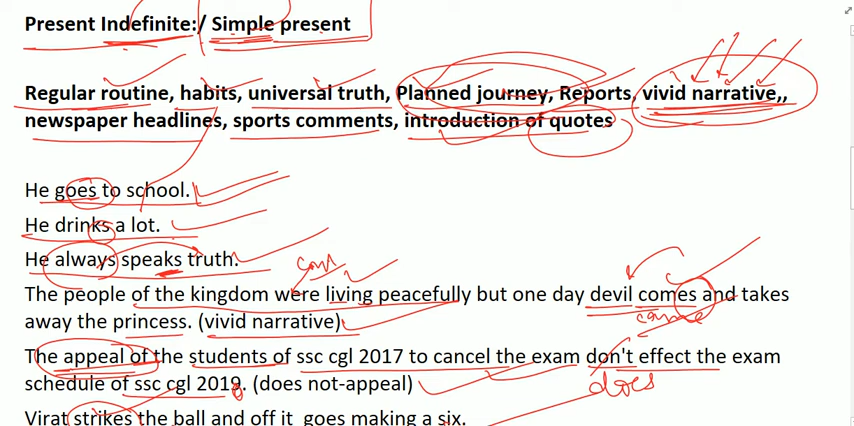 Present Indefinite:/ Simple present
Regular routine, habits, universal truth, Planned journey, Reports, vivid narrative,,
newspaper headlines, sports comments, introduction of quotes
He goes to school.
He drinks a lot.
He always speaks truth.
The people of the kingdom were living peacefully but one day devil comes and takes
came
away the princess. (vivid narrative)
The appeal of the students of ssc cgl 2017 to cancel the exam don't effect the exam
schedule of ssc cgl 2018. (does not-appeal)
does
Virat strikes the ball and off it goes making a six.